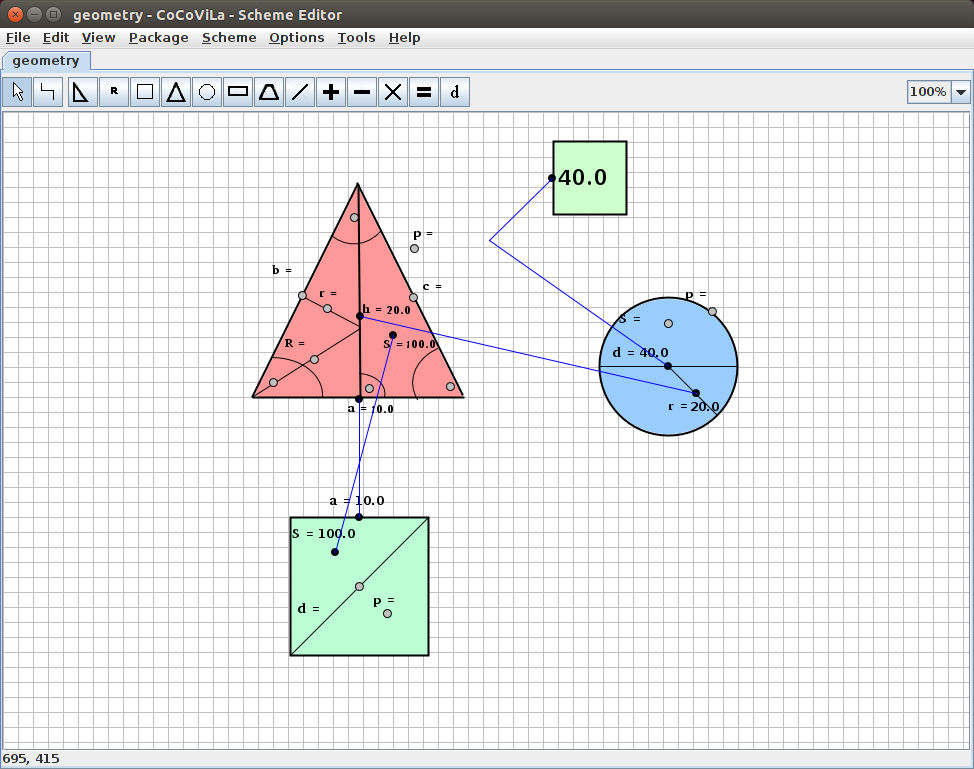 geometry - CoCoViLa - Scheme Editor
File Edit View Package Scheme Options Tools Help
geometry
R d 100%
40.0
p =
b =
c =
r =
p =
h = 20.0
S =
R =
S = 100.0
d = 40.0
a = 10.0
r = 20.0
a = 10.0
S = 100.0
p =
d =
695, 415